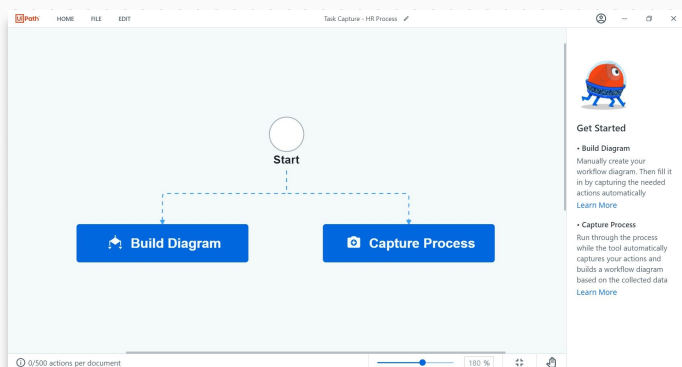 UiPath HOME FILE EDIT Task Capture - HR Process
Start
Build Diagram Capture Process
Get Started
• Build Diagram
Manually create your
workflow diagram. Then fill it
in by capturing the needed
actions automatically
Learn More
• Capture Process
Run through the process
while the tool automatically
captures your actions and
builds a workflow diagram
based on the collected data
Learn More
0/500 actions per document 180 %